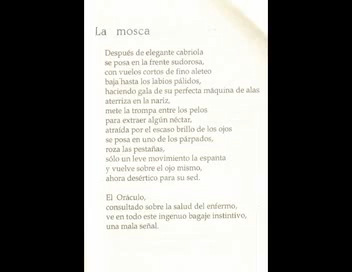 La mosca
Después de elegante cabriola
se posa en la frente sudorosa,
con vuelos cortos de fino aleteo
baja hasta los labios pálidos,
haciendo gala de su perfecta máquina de alas
aterriza en la nariz,
mete la trompa entre los pelos
para extraer algún néctar,
atraída por el escaso brillo de los ojos
se posa en uno de los párpados,
roza las pestañas,
sólo un leve movimiento la espanta
y vuelve sobre el ojo mismo,
ahora desértico para su sed.
El Oráculo,
consultado sobre la salud del enfermo,
ve en todo este ingenuo bagaje instintivo,
una mala señal.